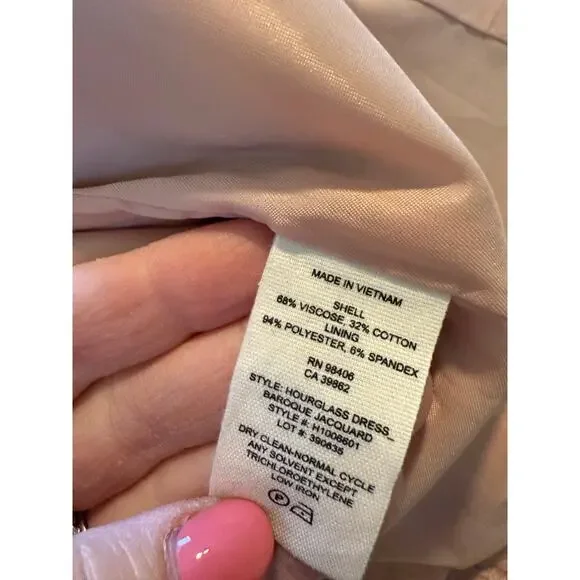 MADE IN VIETNAM
SHELL
68% VISCOSE, 32% COTTON
LINING
94% POLYESTER, 6% SPANDEX
RN 98406
CA 39962
STYLE: HOURGLASS DRESS_
BAROQUE JACQUARD
STYLE #: H1006601
LOT #: 390635
DRY CLEAN-NORMAL CYCLE
ANY SOLVENT EXCEPT
TRICHLOROETHYLENE
LOW IRON
P